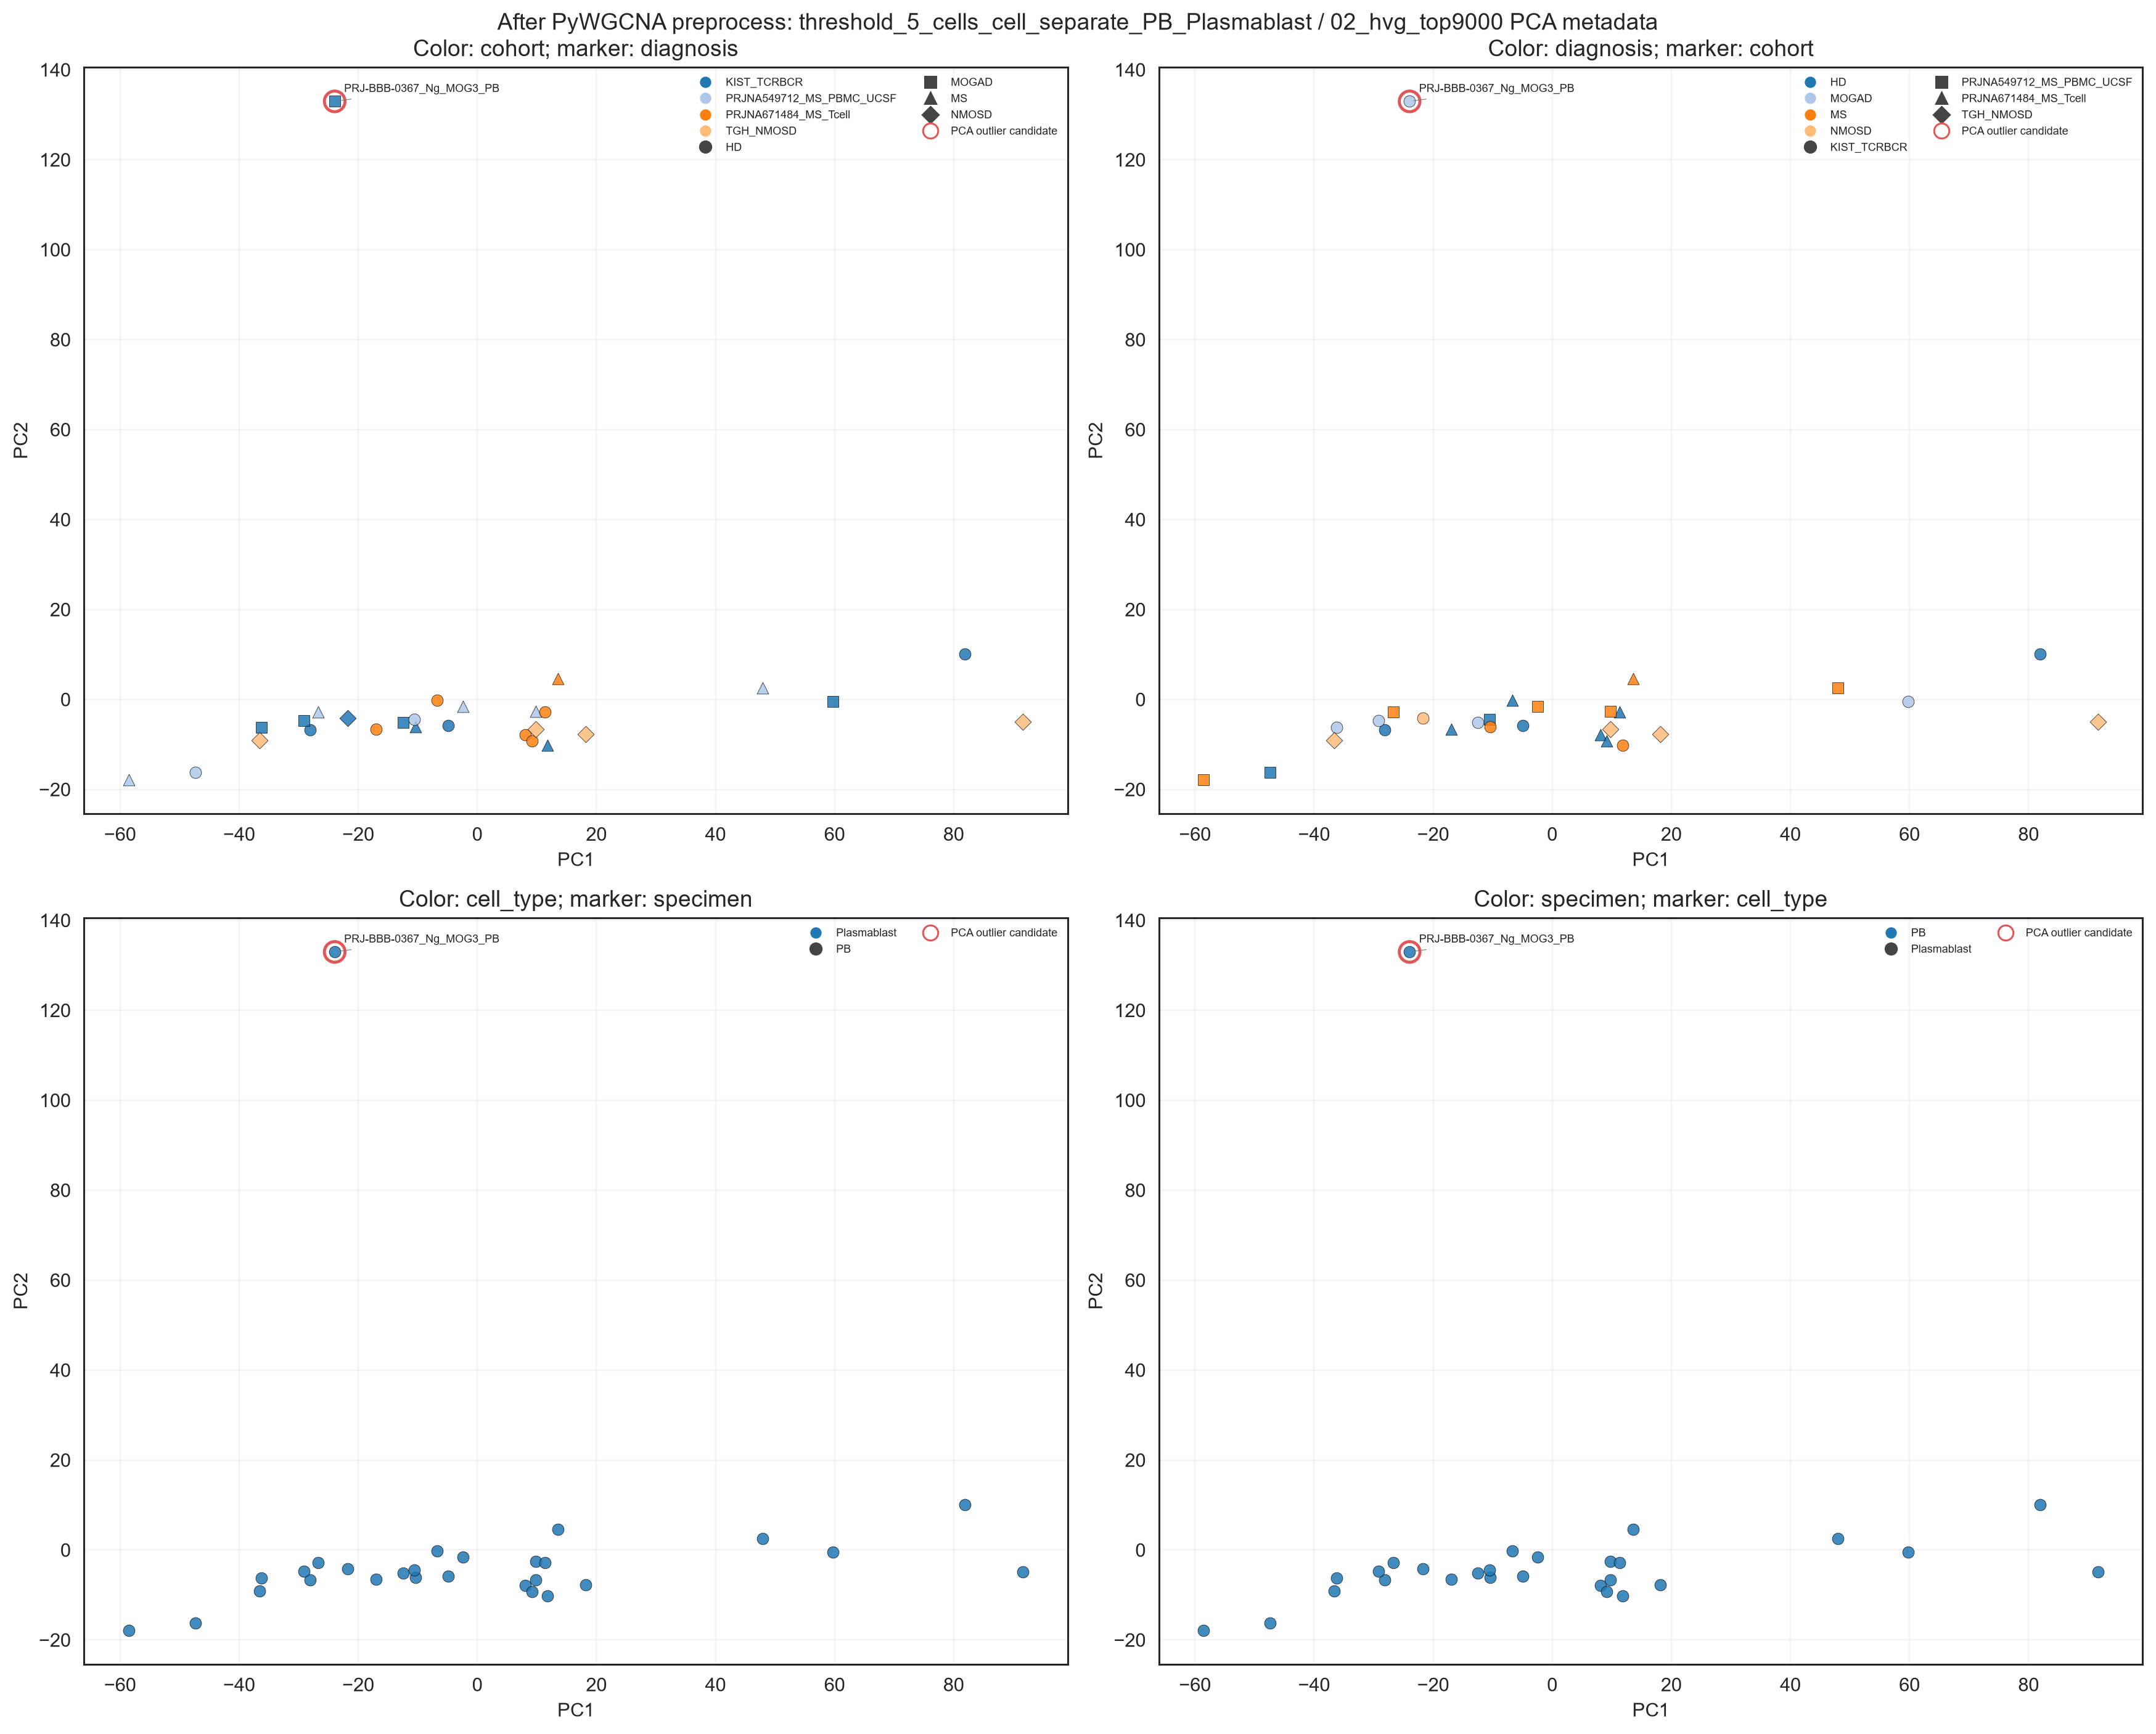 After PyWGCNA preprocess: threshold_5_cells_cell_separate_PB_Plasmablast / 02_hvg_top9000 PCA metadata
Color: cohort; marker: diagnosis
140
120
100
80
60
40
20
0
−20
PC2
PRJ-BBB-0367_Ng_MOG3_PB
KIST_TCRBCR
PRJNA549712_MS_PBMC_UCSF
PRJNA671484_MS_Tcell
TGH_NMOSD
HD
MOGAD
MS
NMOSD
PCA outlier candidate
−60 −40 −20 0 20 40 60 80
PC1
Color: diagnosis; marker: cohort
140
120
100
80
60
40
20
0
−20
PC2
PRJ-BBB-0367_Ng_MOG3_PB
HD
MOGAD
MS
NMOSD
KIST_TCRBCR
PRJNA549712_MS_PBMC_UCSF
PRJNA671484_MS_Tcell
TGH_NMOSD
PCA outlier candidate
−60 −40 −20 0 20 40 60 80
PC1
Color: cell_type; marker: specimen
140
120
100
80
60
40
20
0
−20
PC2
PRJ-BBB-0367_Ng_MOG3_PB
Plasmablast
PB
PCA outlier candidate
−60 −40 −20 0 20 40 60 80
PC1
Color: specimen; marker: cell_type
140
120
100
80
60
40
20
0
−20
PC2
PRJ-BBB-0367_Ng_MOG3_PB
PB
Plasmablast
PCA outlier candidate
−60 −40 −20 0 20 40 60 80
PC1